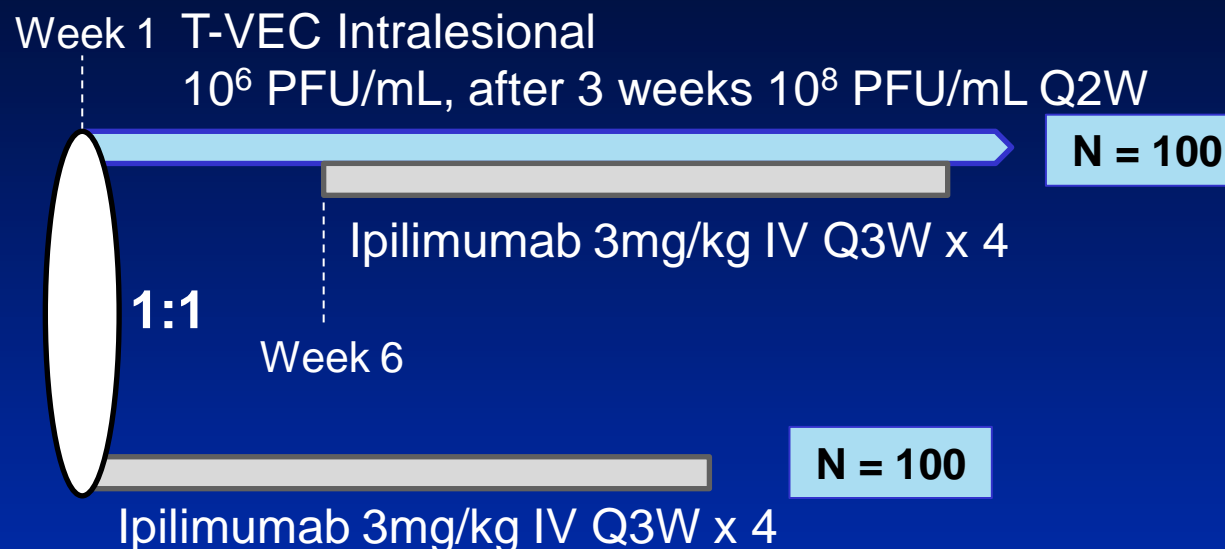 Week 1 T-VEC Intralesional
10⁶ PFU/mL, after 3 weeks 10⁸ PFU/mL Q2W
N = 100
Ipilimumab 3mg/kg IV Q3W x 4
1:1
Week 6
N = 100
Ipilimumab 3mg/kg IV Q3W x 4